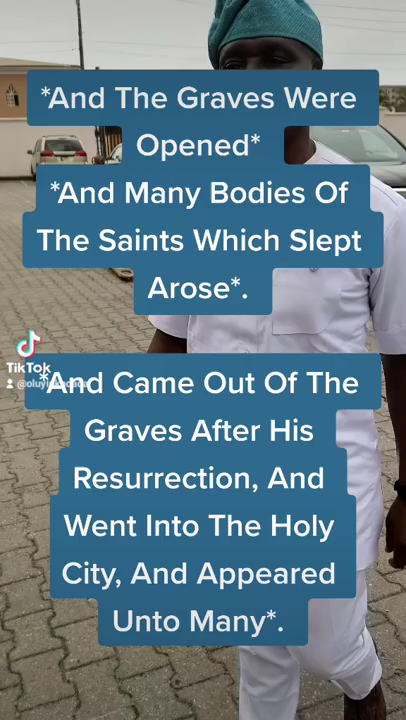 *And The Graves Were
Opened*
*And Many Bodies Of
The Saints Which Slept
Arose*.
TikTok
*And Came Out Of The
Graves After His
Resurrection, And
Went Into The Holy
City, And Appeared
Unto Many*.